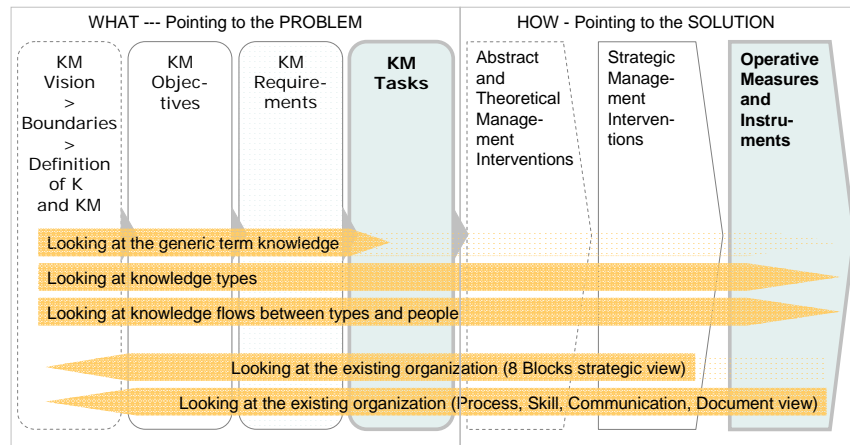 WHAT --- Pointing to the PROBLEM
HOW - Pointing to the SOLUTION
KM
Vision
>
Boundaries
>
Definition
of K
and KM
KM
Objec-
tives
KM
Require-
ments
KM
Tasks
Abstract
and
Theoretical
Manage-
ment
Interventions
Strategic
Manage-
ment
Interven-
tions
Operative
Measures
and
Instru-
ments
Looking at the generic term knowledge
Looking at knowledge types
Looking at knowledge flows between types and people
Looking at the existing organization (8 Blocks strategic view)
Looking at the existing organization (Process, Skill, Communication, Document view)